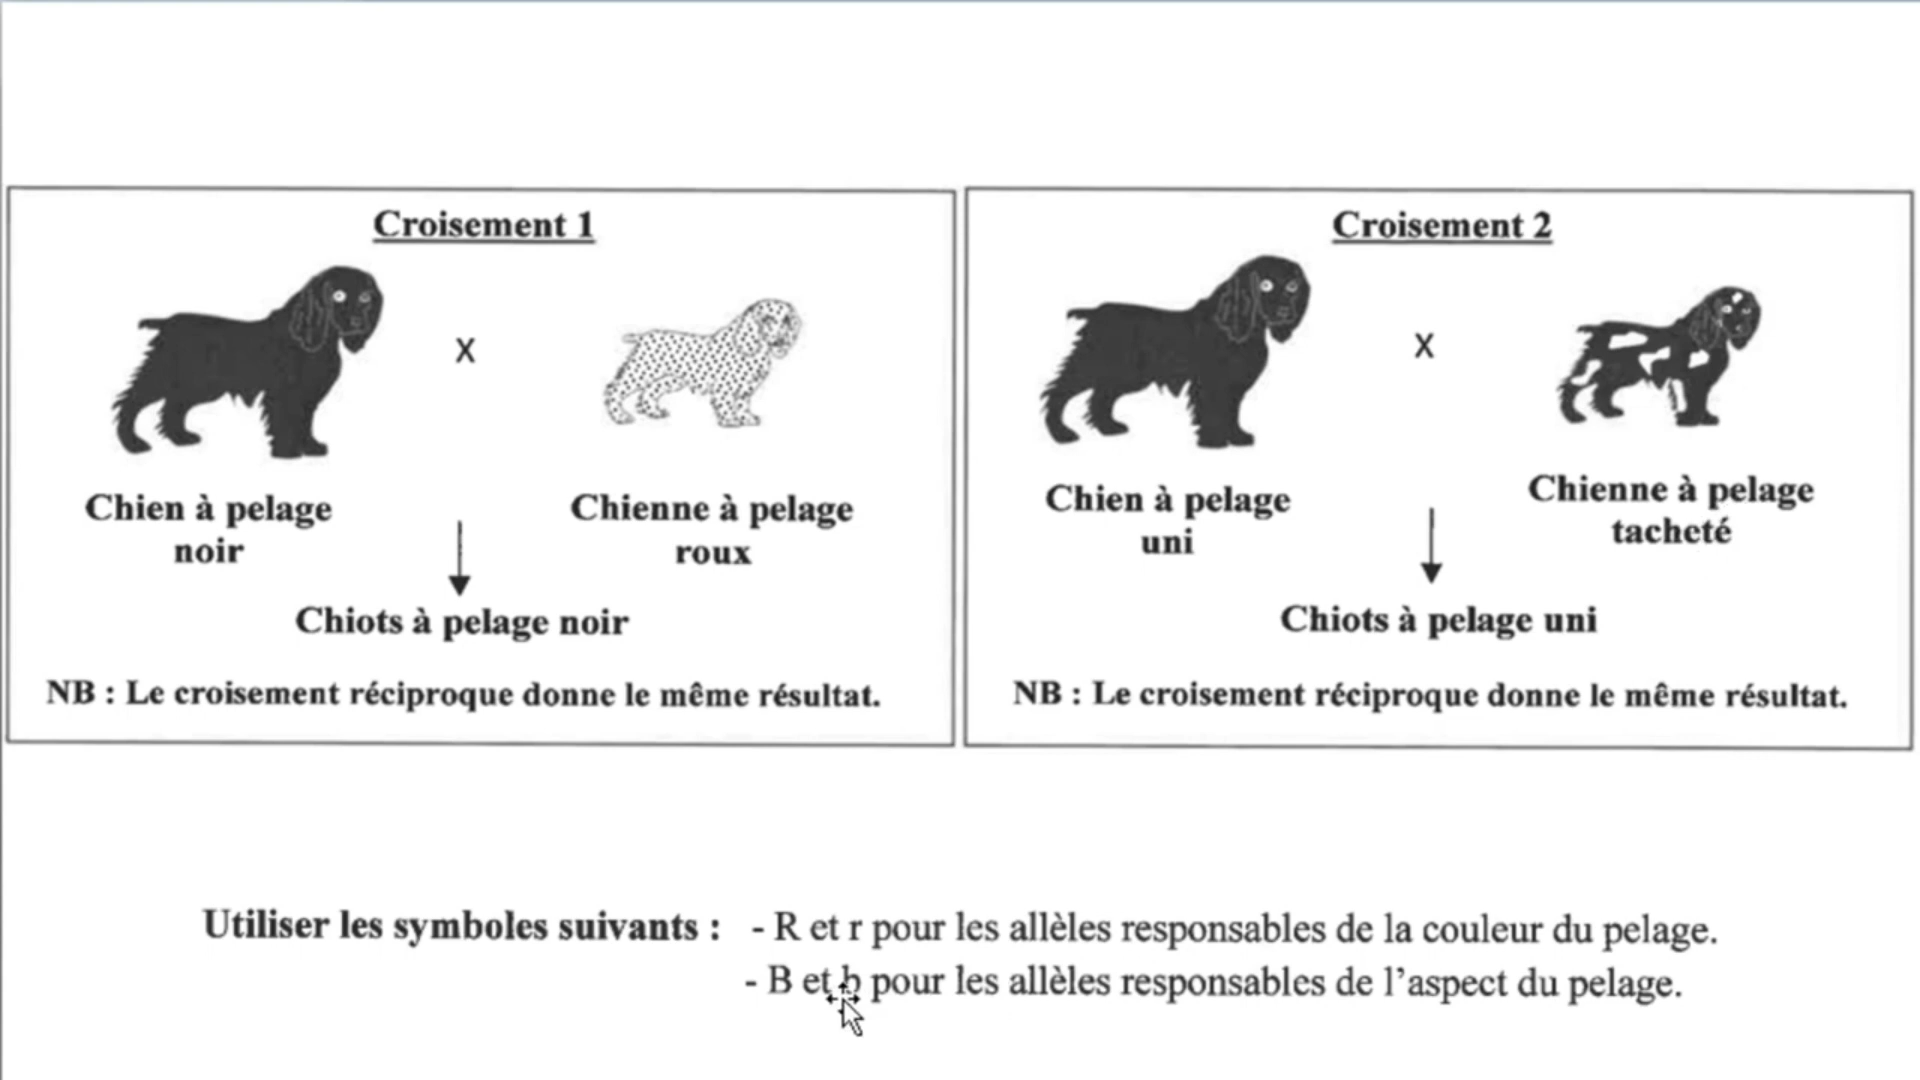 Croisement 1
X
Chien à pelage
noir
Chienne à pelage
roux
Chiots à pelage noir
NB : Le croisement réciproque donne le même résultat.
Croisement 2
X
Chien à pelage
uni
Chienne à pelage
tacheté
Chiots à pelage uni
NB : Le croisement réciproque donne le même résultat.
Utiliser les symboles suivants : - R et r pour les allèles responsables de la couleur du pelage.
- B et b pour les allèles responsables de l’aspect du pelage.